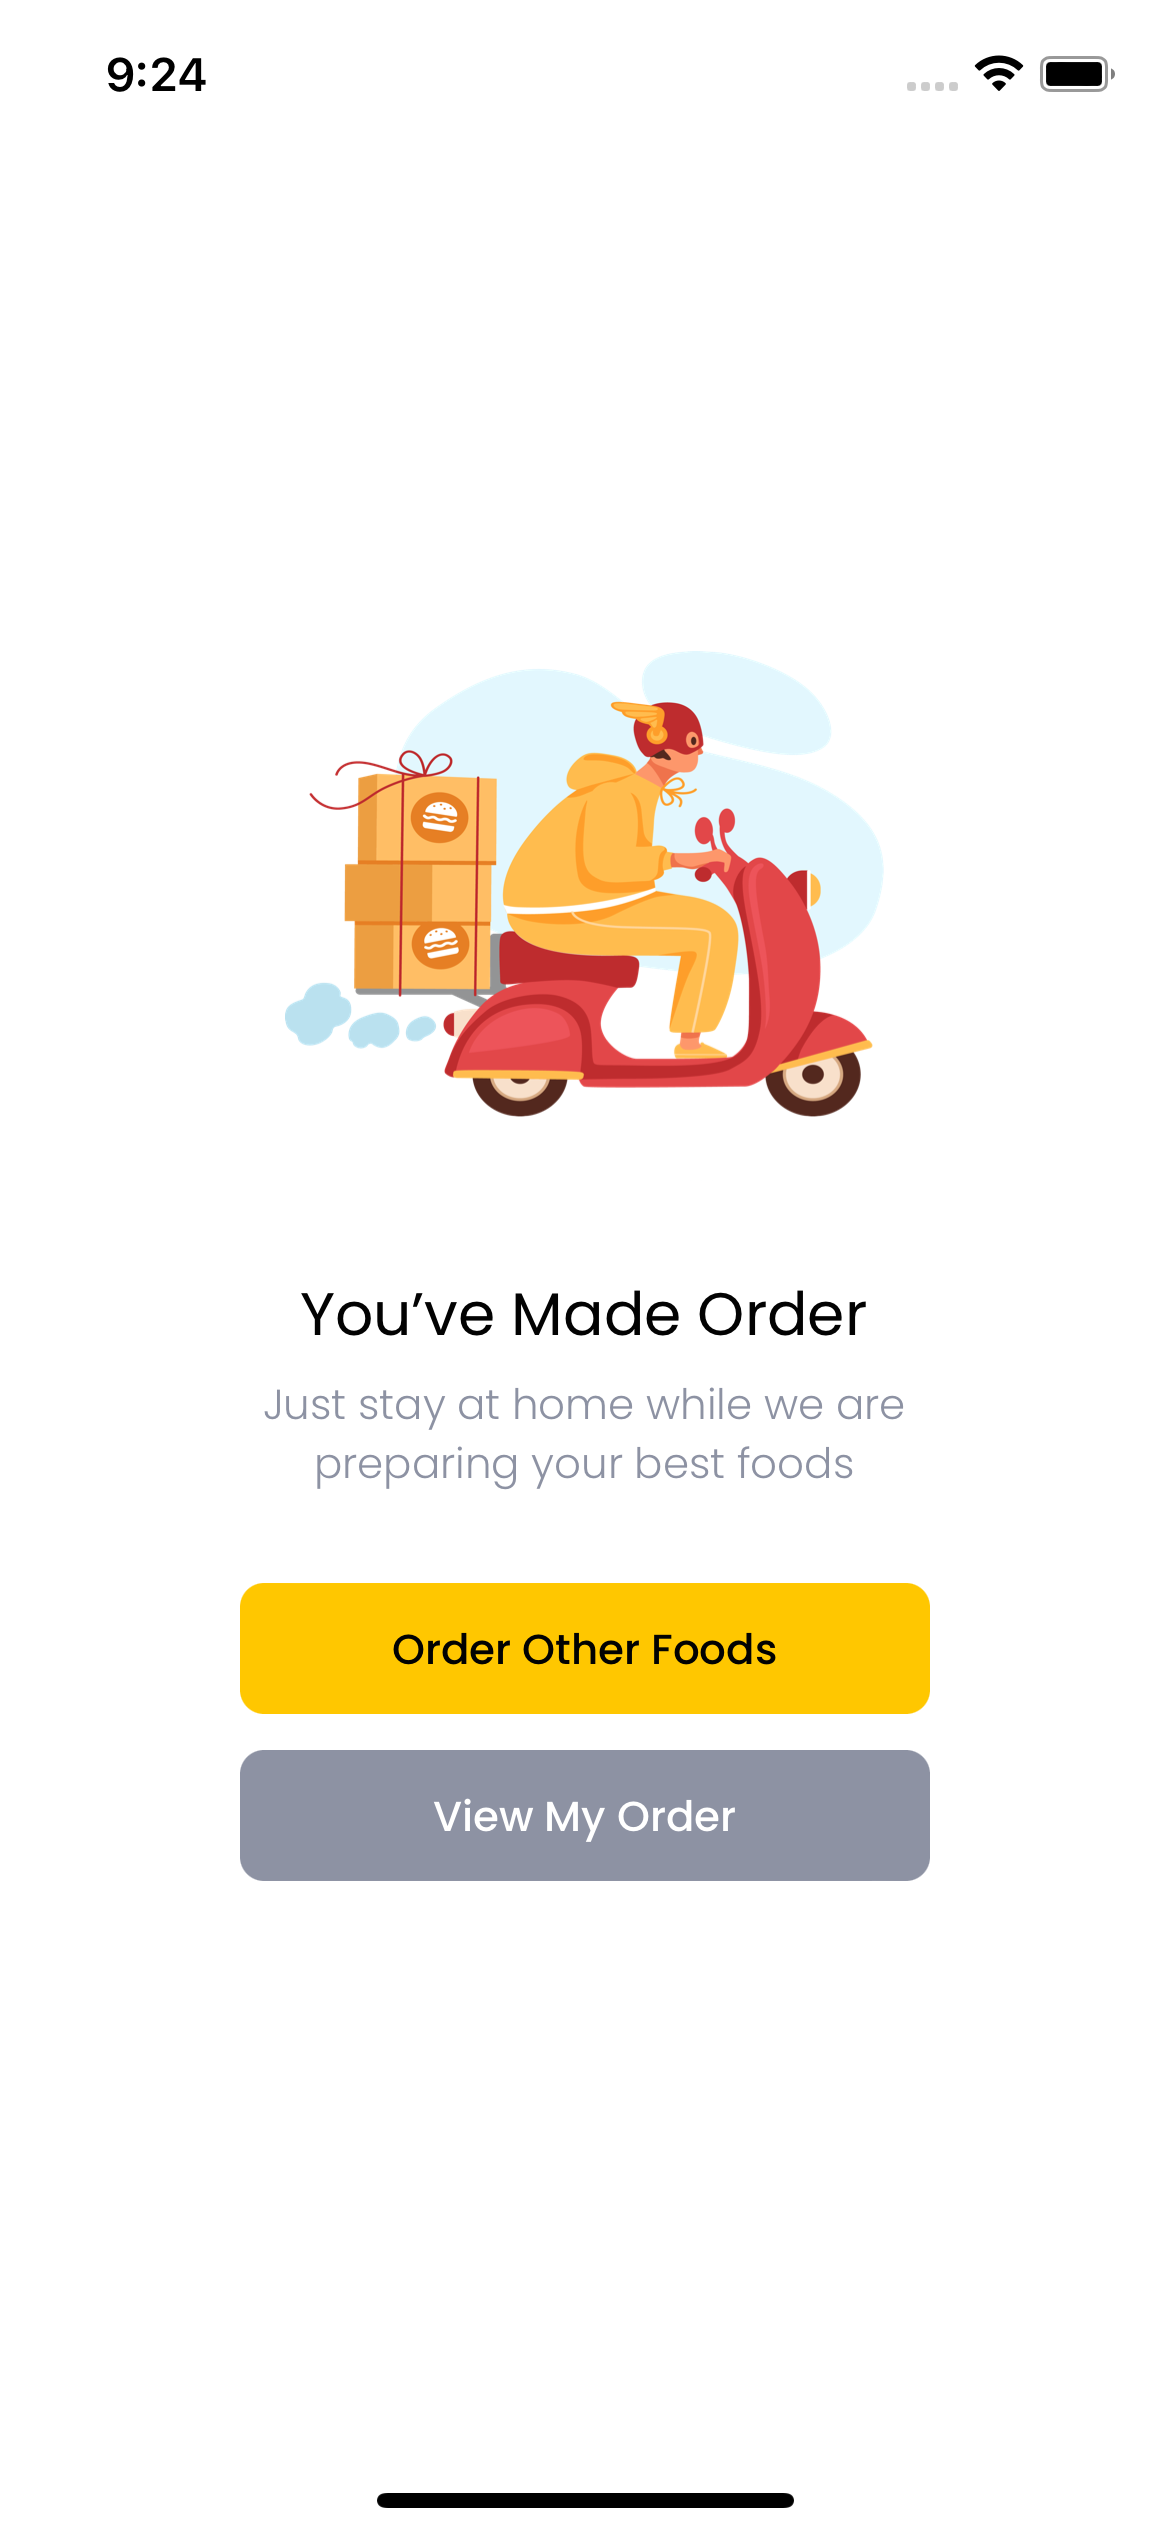 9:24
You’ve Made Order
Just stay at home while we are
preparing your best foods
Order Other Foods
View My Order